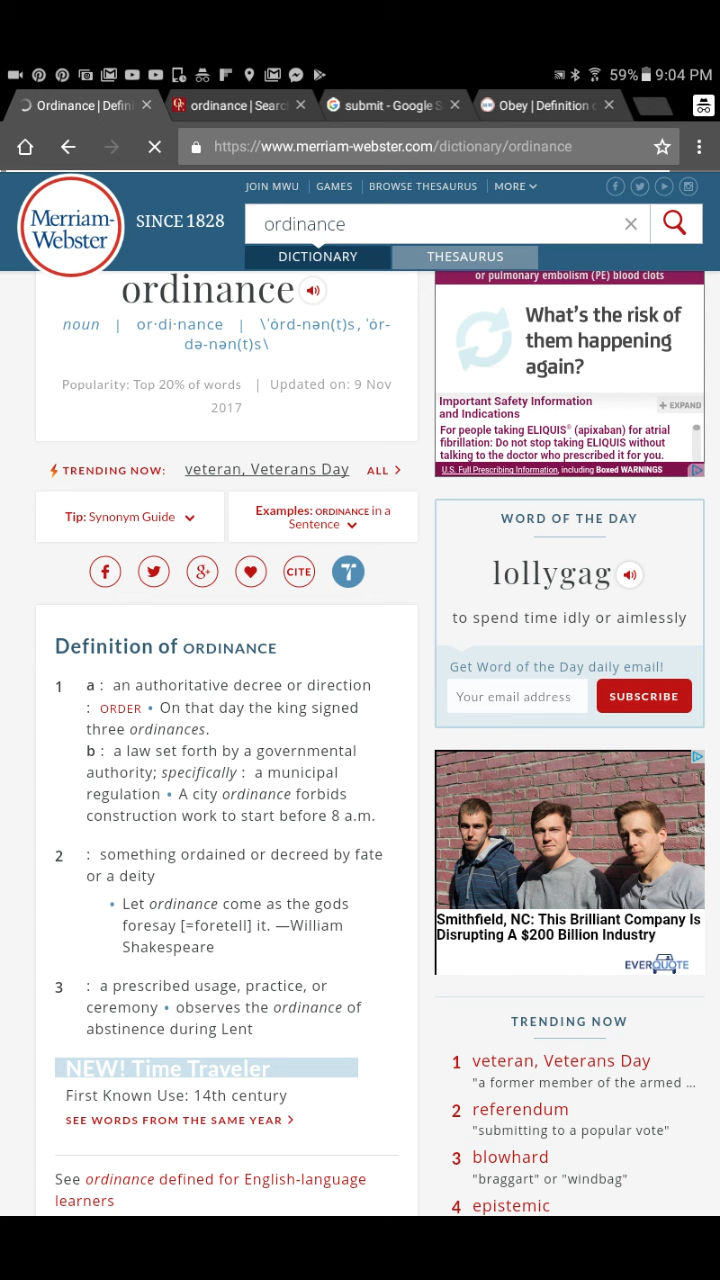 59% 9:04 PM
Ordinance | Defini
ordinance | Searc
submit - Google S
Obey | Definition o
https://www.merriam-webster.com/dictionary/ordinance
JOIN MWU | GAMES | BROWSE THESAURUS | MORE
Merriam-
Webster
SINCE 1828
ordinance
DICTIONARY
THESAURUS
ordinance
noun | or·di·nance | \ˈȯrd-nən(t)s, ˈȯr-
də-nən(t)s\
Popularity: Top 20% of words | Updated on: 9 Nov
2017
TRENDING NOW: veteran, Veterans Day ALL >
Tip: Synonym Guide
Examples: ORDINANCE in a
Sentence
CITE
Definition of ORDINANCE
1 a : an authoritative decree or direction
: ORDER • On that day the king signed
three ordinances.
b : a law set forth by a governmental
authority; specifically : a municipal
regulation • A city ordinance forbids
construction work to start before 8 a.m.
2 : something ordained or decreed by fate
or a deity
• Let ordinance come as the gods
foresay [=foretell] it. —William
Shakespeare
3 : a prescribed usage, practice, or
ceremony • observes the ordinance of
abstinence during Lent
NEW! Time Traveler
First Known Use: 14th century
SEE WORDS FROM THE SAME YEAR >
See ordinance defined for English-language
learners
or pulmonary embolism (PE) blood clots
What's the risk of
them happening
again?
Important Safety Information
and Indications
+ EXPAND
For people taking ELIQUIS® (apixaban) for atrial
fibrillation: Do not stop taking ELIQUIS without
talking to the doctor who prescribed it for you.
U.S. Full Prescribing Information, including Boxed WARNINGS
WORD OF THE DAY
lollygag
to spend time idly or aimlessly
Get Word of the Day daily email!
Your email address
SUBSCRIBE
Smithfield, NC: This Brilliant Company Is
Disrupting A $200 Billion Industry
EVERQUOTE
TRENDING NOW
1 veteran, Veterans Day
"a former member of the armed ...
2 referendum
"submitting to a popular vote"
3 blowhard
"braggart" or "windbag"
4 epistemic